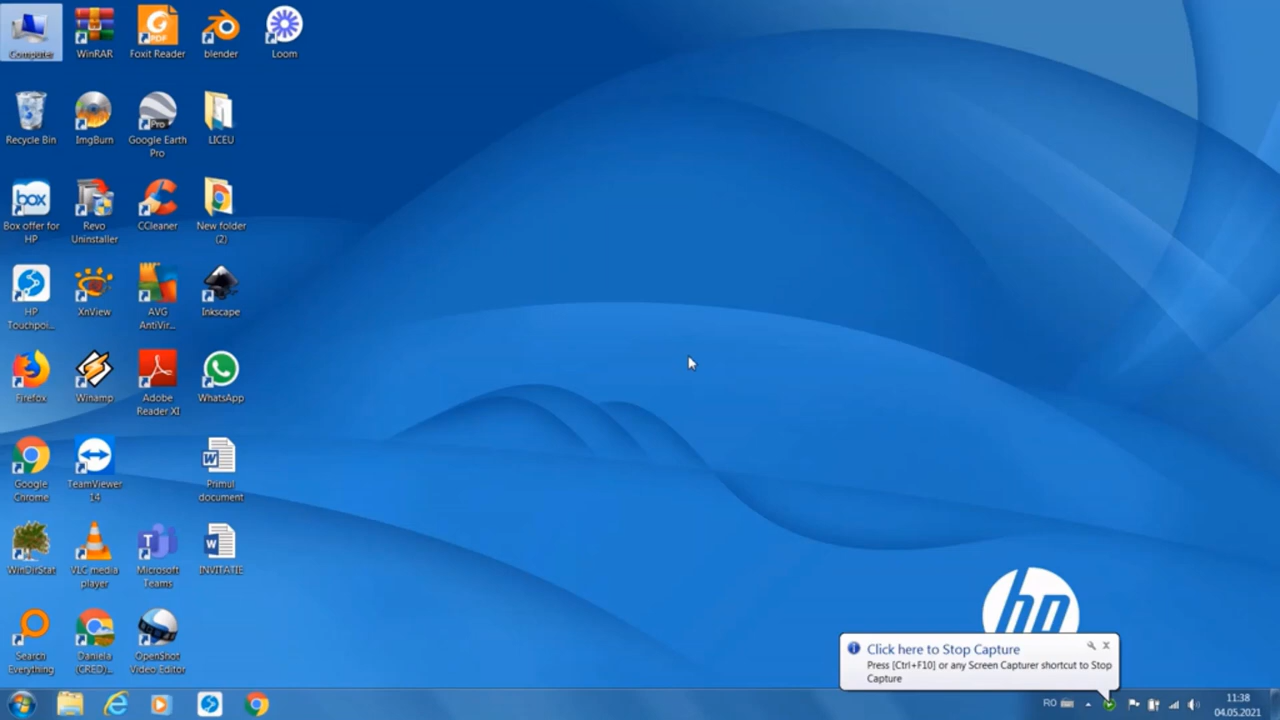 Computer
WinRAR
Foxit Reader
blender
Loom
Recycle Bin
ImgBurn
Google Earth
Pro
LICEU
Box offer for
HP
Revo
Uninstaller
CCleaner
New folder
(2)
HP
Touchpoi...
XnView
AVG
AntiVir...
Inkscape
Firefox
Winamp
Adobe
Reader XI
WhatsApp
Google
Chrome
TeamViewer
14
Primul
document
WinDirStat
VLC media
player
Microsoft
Teams
INVITATIE
Search
Everything
Daniela
(CRED)...
OpenShot
Video Editor
hp
Click here to Stop Capture
Press [Ctrl+F10] or any Screen Capturer shortcut to Stop
Capture
RO
11:38
04.05.2021